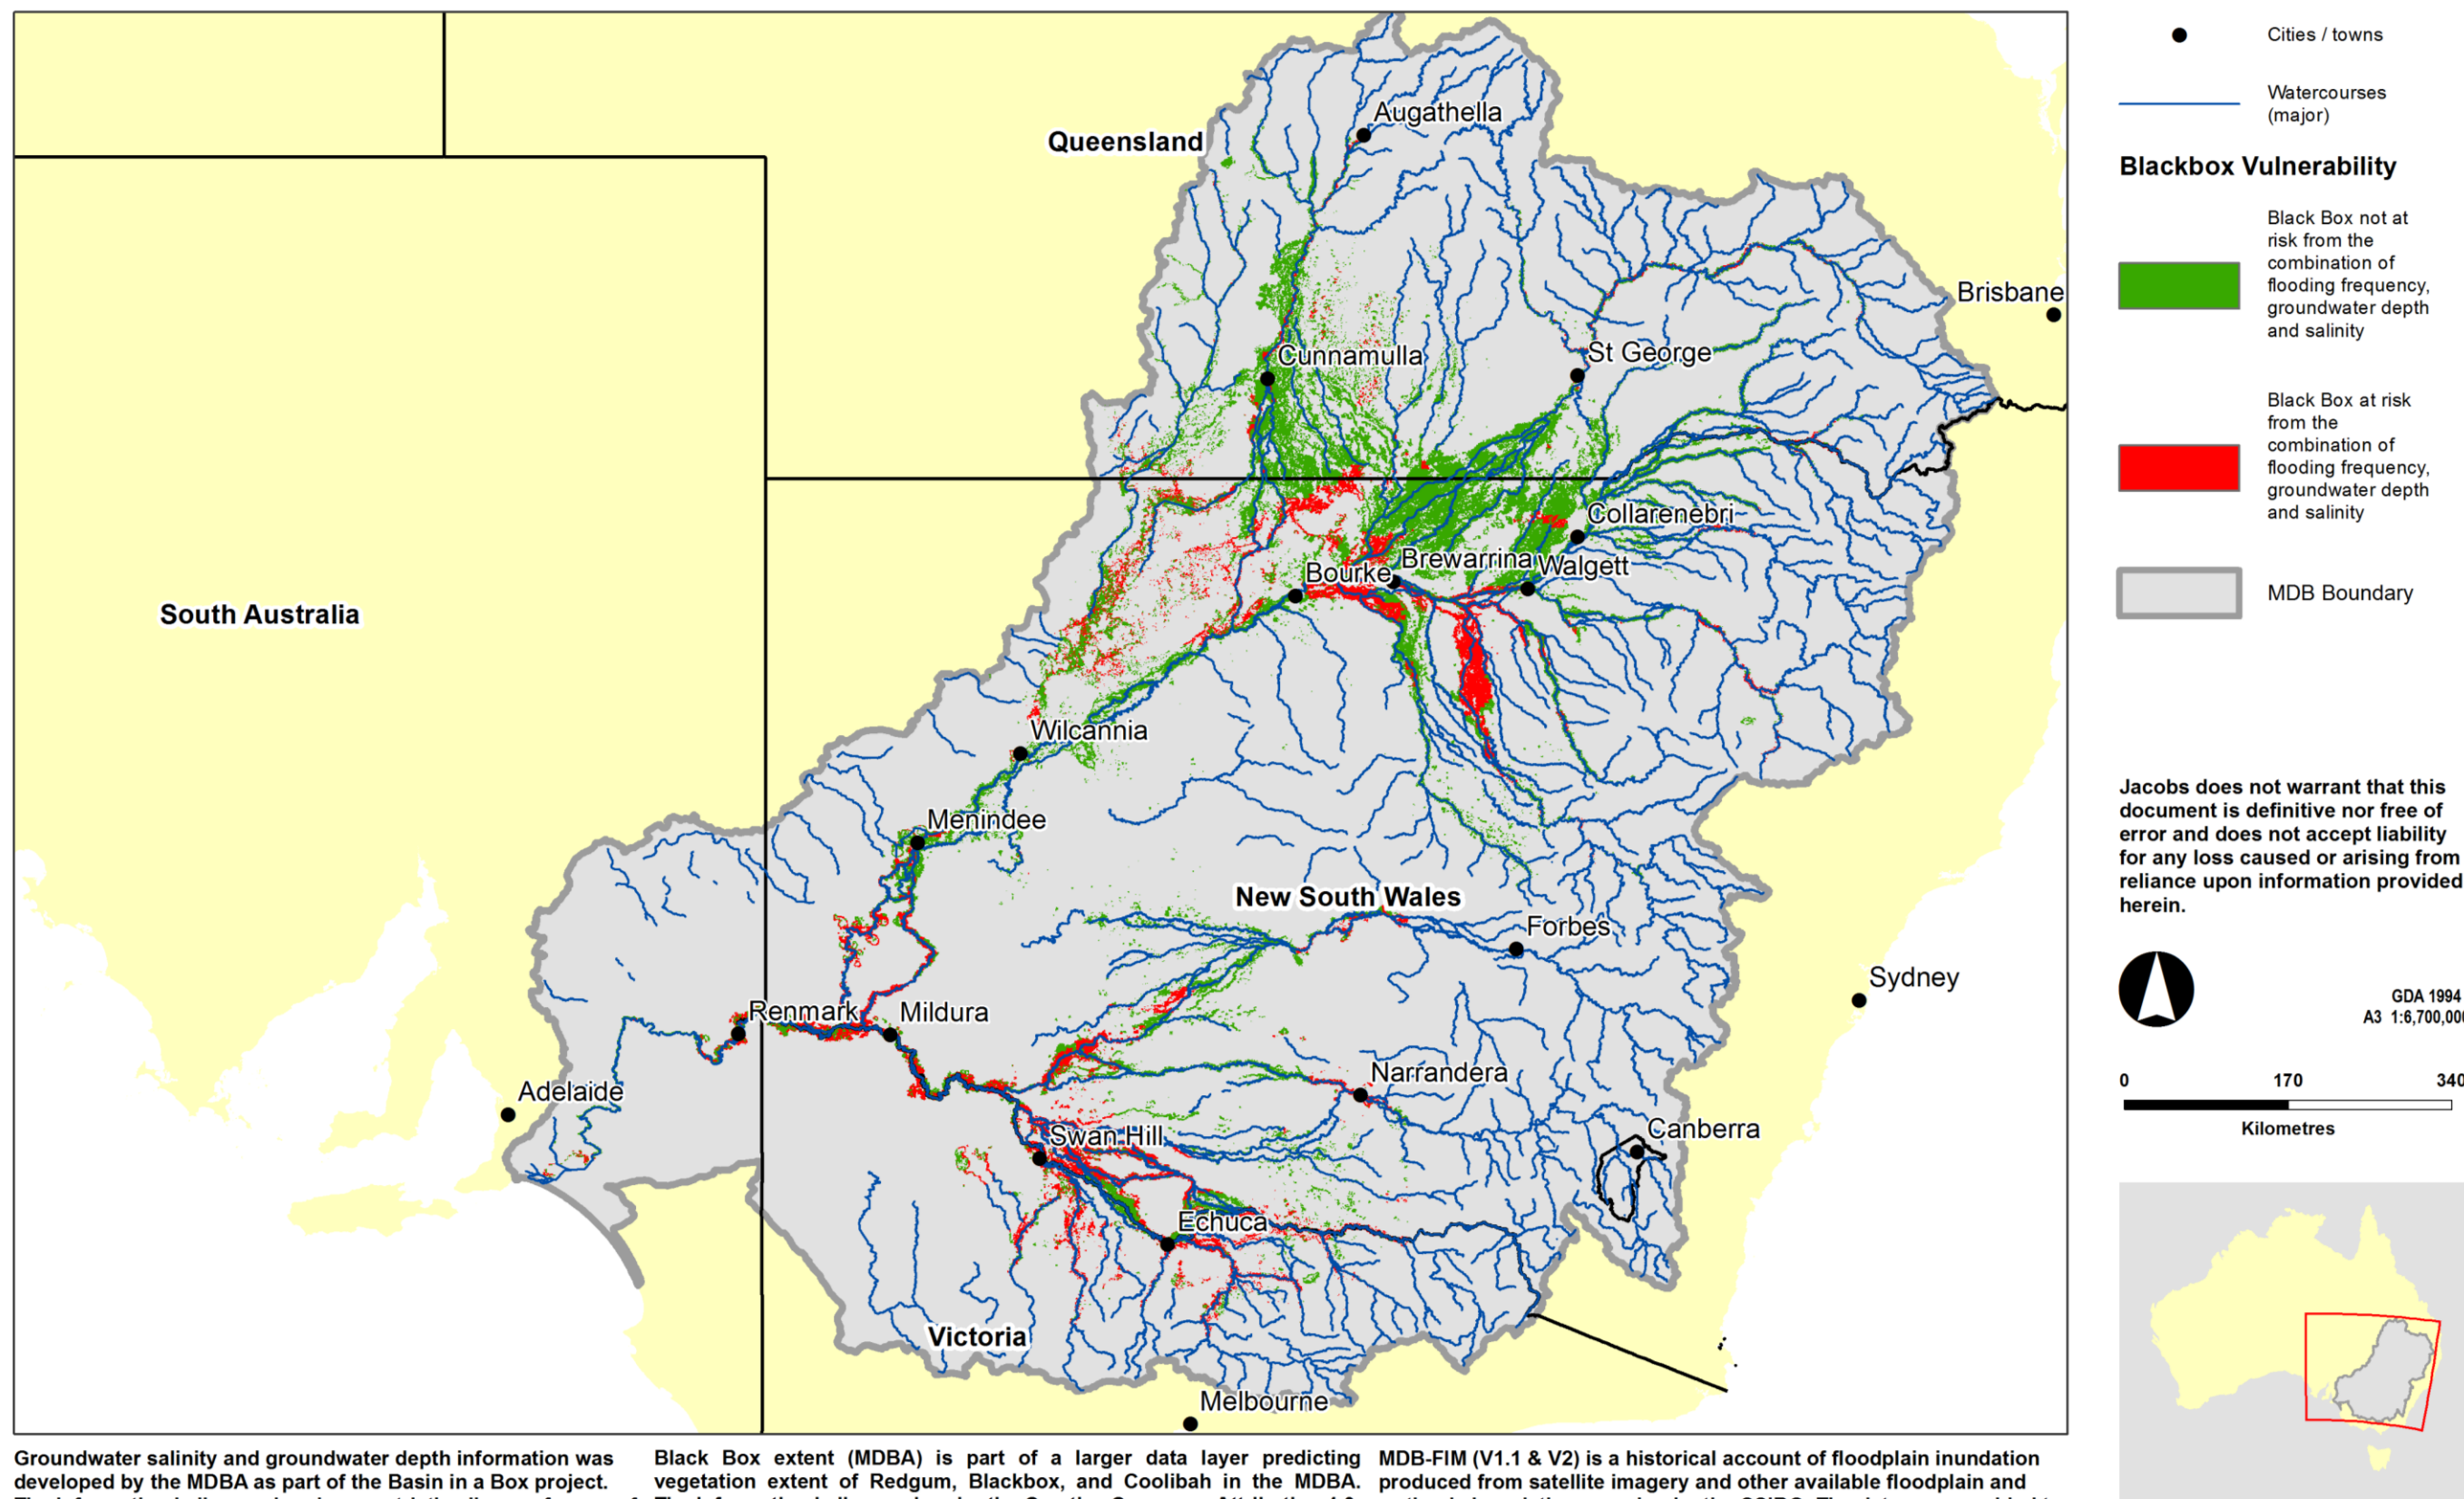 Cities / towns
Watercourses
(major)
Blackbox Vulnerability
Black Box not at
risk from the
combination of
flooding frequency,
groundwater depth
and salinity
Black Box at risk
from the
combination of
flooding frequency,
groundwater depth
and salinity
MDB Boundary
Augathella
Queensland
Brisbane
Cunnamulla
St George
Collarenebri
Brewarrina
Walgett
Bourke
South Australia
Wilcannia
Menindee
New South Wales
Forbes
Sydney
Renmark
Mildura
Narrandera
Adelaide
Canberra
Swan Hill
Echuca
Victoria
Melbourne
Jacobs does not warrant that this
document is definitive nor free of
error and does not accept liability
for any loss caused or arising from
reliance upon information provided
herein.
GDA 1994
A3 1:6,700,00
0 170 340
Kilometres
Groundwater salinity and groundwater depth information was
developed by the MDBA as part of the Basin in a Box project.
Black Box extent (MDBA) is part of a larger data layer predicting
vegetation extent of Redgum, Blackbox, and Coolibah in the MDBA.
MDB-FIM (V1.1 & V2) is a historical account of floodplain inundation
produced from satellite imagery and other available floodplain and